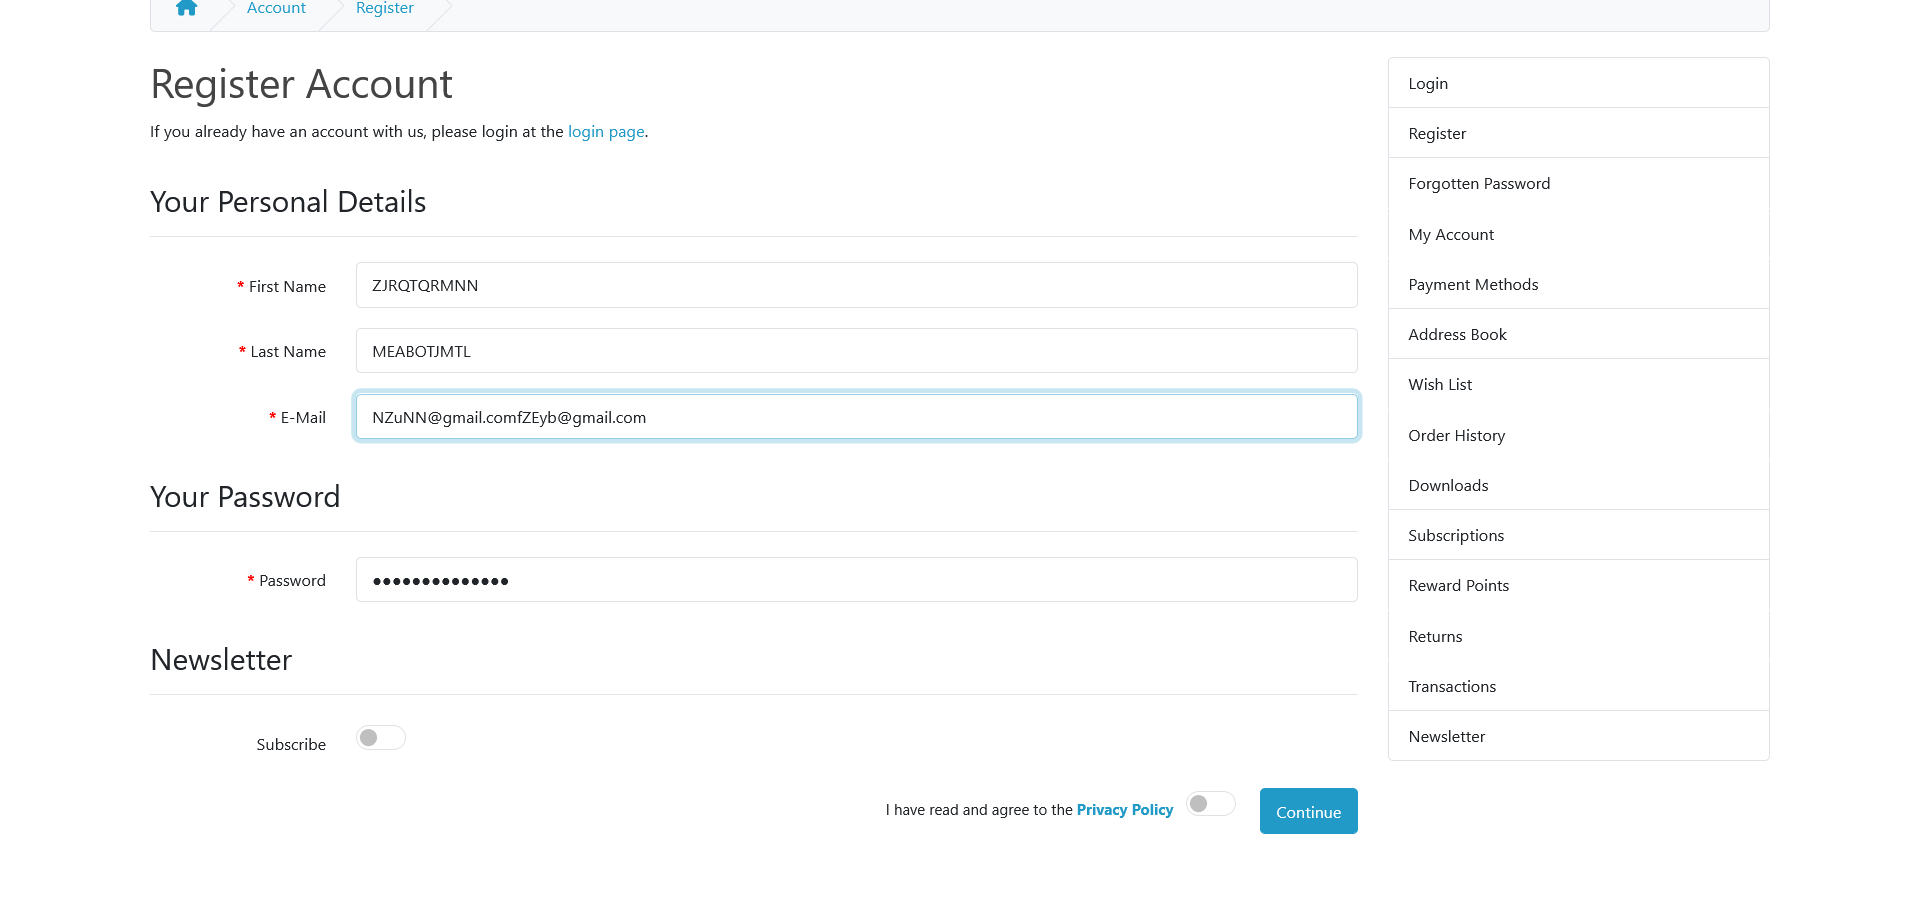 Account
Register
Register Account
If you already have an account with us, please login at the login page.
Your Personal Details
* First Name
ZJRQTQRMNN
* Last Name
MEABOTJMTL
* E-Mail
NZuNN@gmail.comfZEyb@gmail.com
Your Password
* Password
●●●●●●●●●●●●●●
Newsletter
Subscribe
I have read and agree to the Privacy Policy
Continue
Login
Register
Forgotten Password
My Account
Payment Methods
Address Book
Wish List
Order History
Downloads
Subscriptions
Reward Points
Returns
Transactions
Newsletter